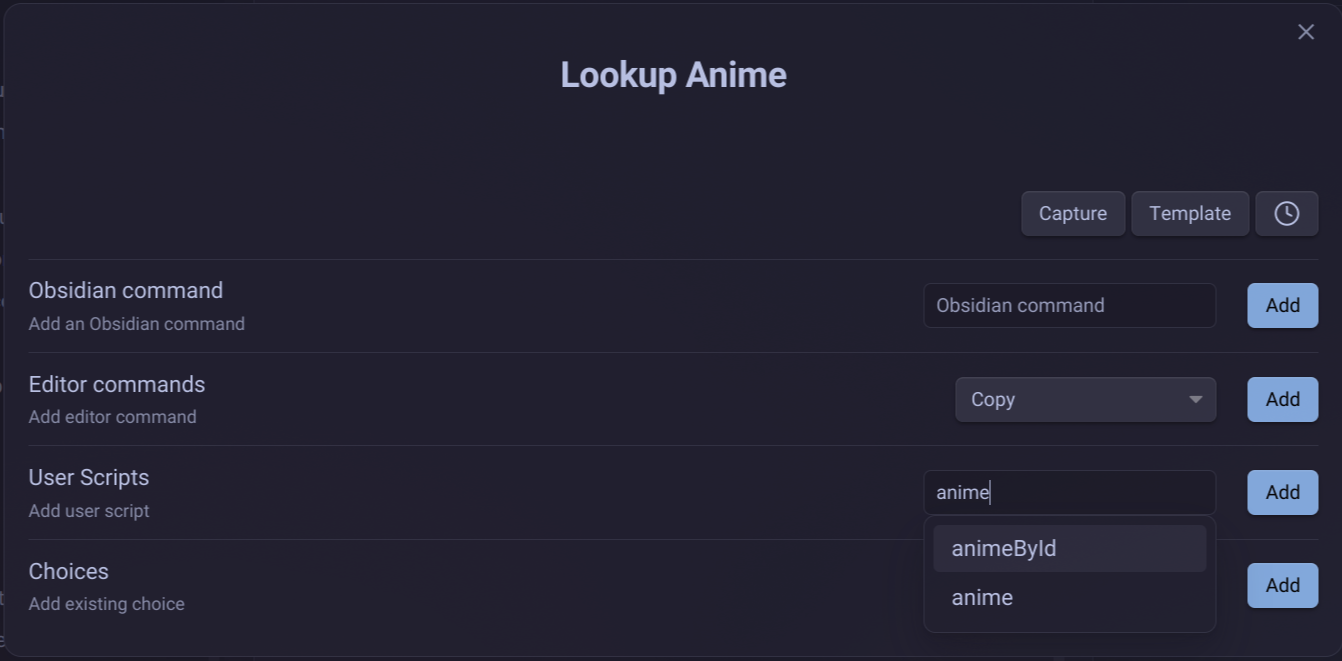 Lookup Anime
Capture
Template
Obsidian command
Add an Obsidian command
Obsidian command
Add
Editor commands
Add editor command
Copy
Add
User Scripts
Add user script
anime
Add
animeById
anime
Choices
Add existing choice
Add